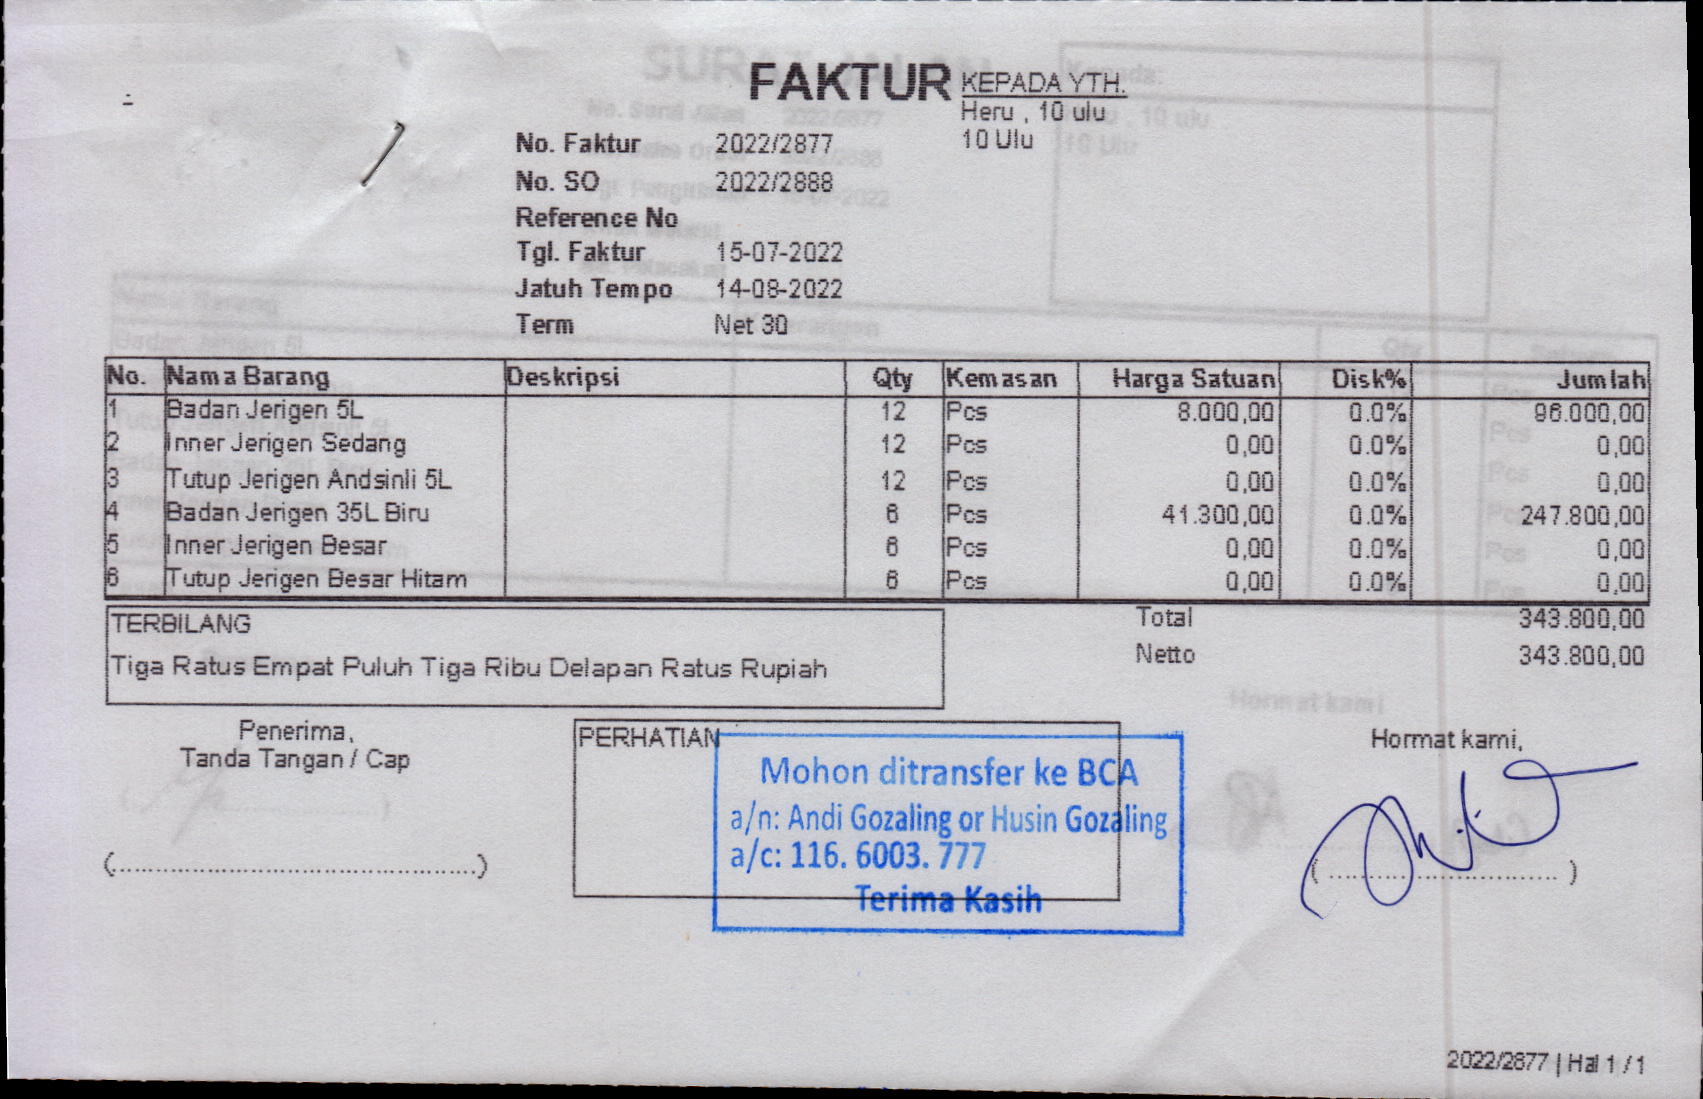 FAKTUR
KEPADA YTH.
Heru , 10 ulu
10 Ulu
No. Faktur 2022/2877
No. SO 2022/2888
Reference No
Tgl. Faktur 15-07-2022
Jatuh Tempo 14-08-2022
Term Net 30
No. Nama Barang Deskripsi Qty Kemasan Harga Satuan Disk% Jumlah
1 Badan Jerigen 5L 12 Pcs 8.000,00 0.0% 96.000,00
2 Inner Jerigen Sedang 12 Pcs 0,00 0.0% 0,00
3 Tutup Jerigen Andsinli 5L 12 Pcs 0,00 0.0% 0,00
4 Badan Jerigen 35L Biru 6 Pcs 41.300,00 0.0% 247.800,00
5 Inner Jerigen Besar 6 Pcs 0,00 0.0% 0,00
6 Tutup Jerigen Besar Hitam 6 Pcs 0,00 0.0% 0,00
Total 343.800,00
Netto 343.800,00
TERBILANG
Tiga Ratus Empat Puluh Tiga Ribu Delapan Ratus Rupiah
Penerima,
Tanda Tangan / Cap
(................................................)
PERHATIAN
Mohon ditransfer ke BCA
a/n: Andi Gozaling or Husin Gozaling
a/c: 116. 6003. 777
Terima Kasih
Hormat kami,
(................................)
2022/2877 | Hal 1 / 1